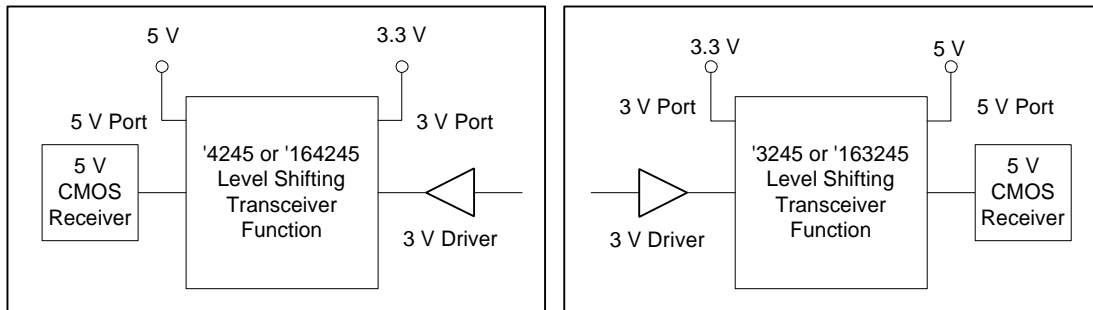 5 V
3.3 V
5 V Port
3 V Port
5 V
CMOS
Receiver
'4245 or '164245
Level Shifting
Transceiver
Function
3 V Driver
3.3 V
5 V
3 V Port
5 V Port
'3245 or '163245
Level Shifting
Transceiver
Function
3 V Driver
5 V
CMOS
Receiver